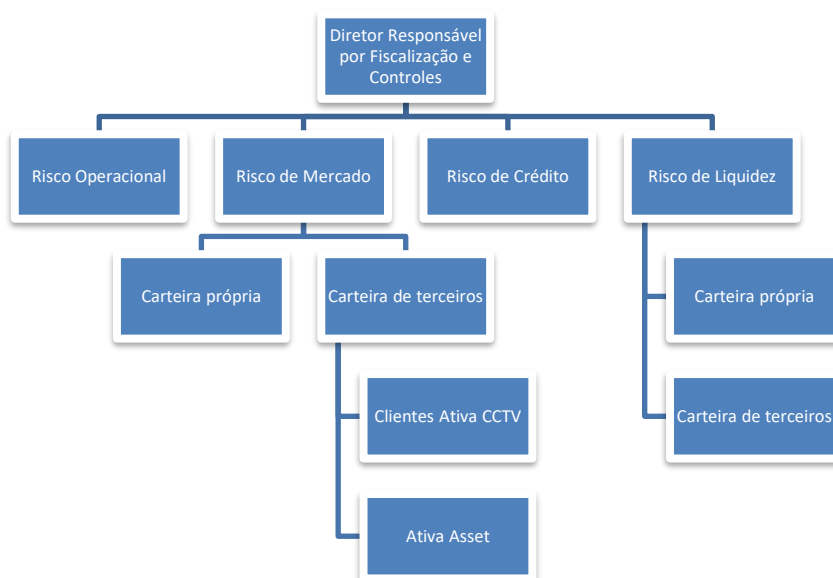 Diretor Responsável
por Fiscalização e
Controles
Risco Operacional
Risco de Mercado
Risco de Crédito
Risco de Liquidez
Carteira própria
Carteira de terceiros
Carteira própria
Clientes Ativa CCTV
Carteira de terceiros
Ativa Asset